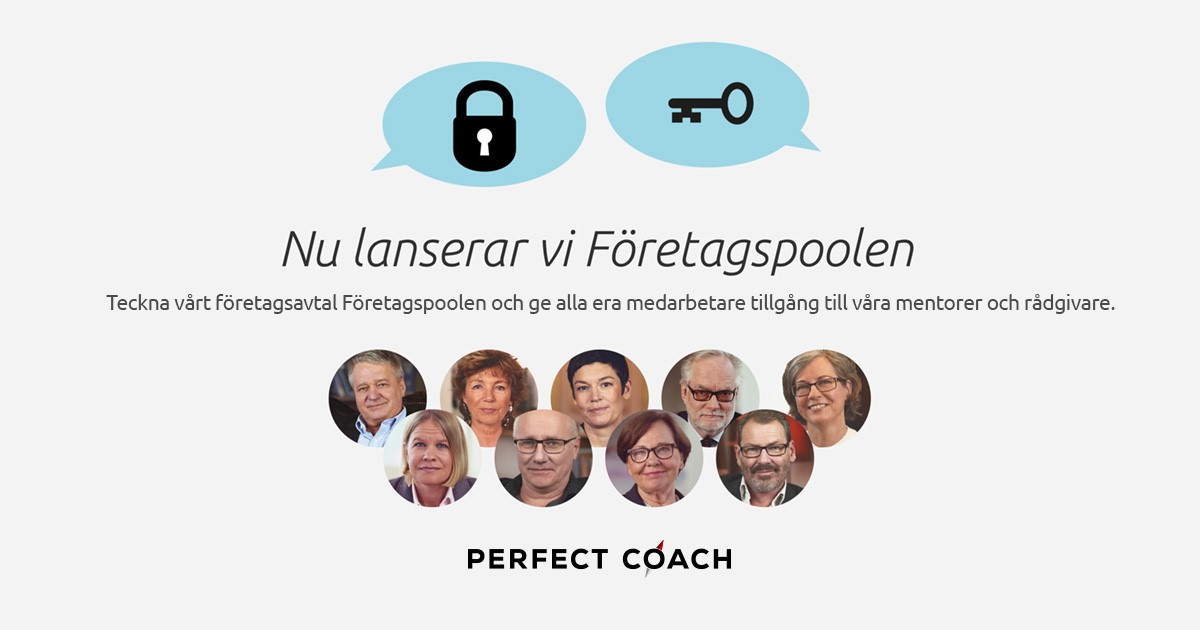 Nu lanserar vi Företagspoolen
Teckna vårt företagsavtal Företagspoolen och ge alla era medarbetare tillgång till våra mentorer och rådgivare.
PERFECT COACH